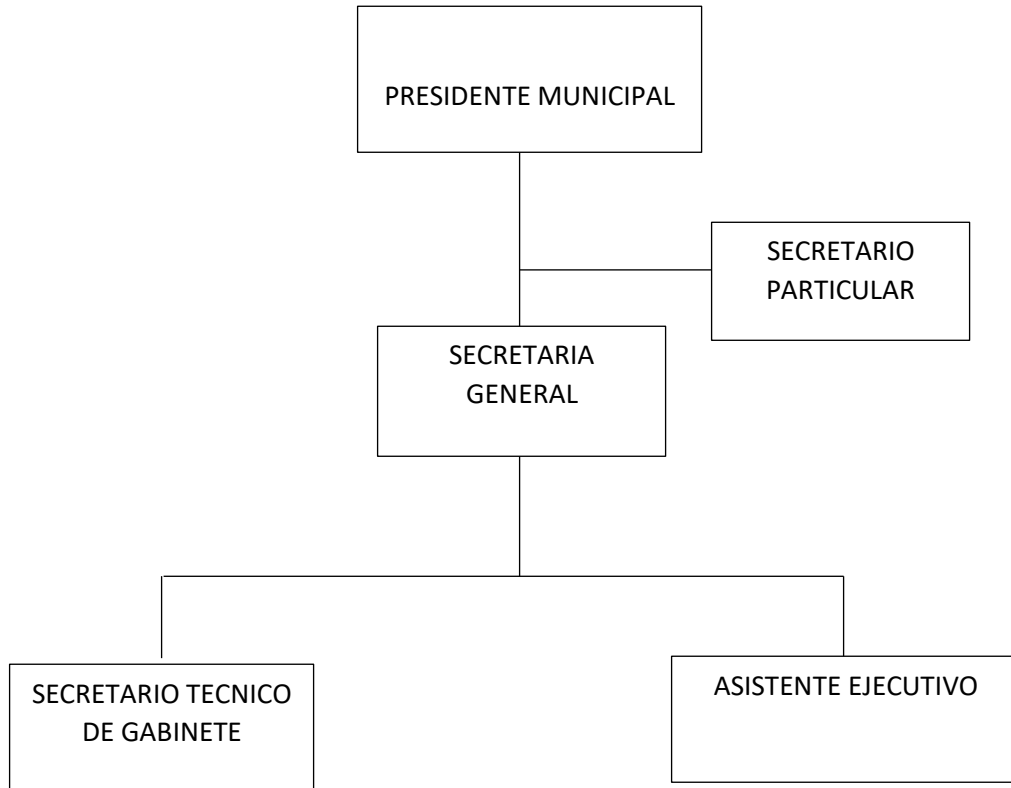 PRESIDENTE MUNICIPAL
SECRETARIO
PARTICULAR
SECRETARIA
GENERAL
SECRETARIO TECNICO
DE GABINETE
ASISTENTE EJECUTIVO